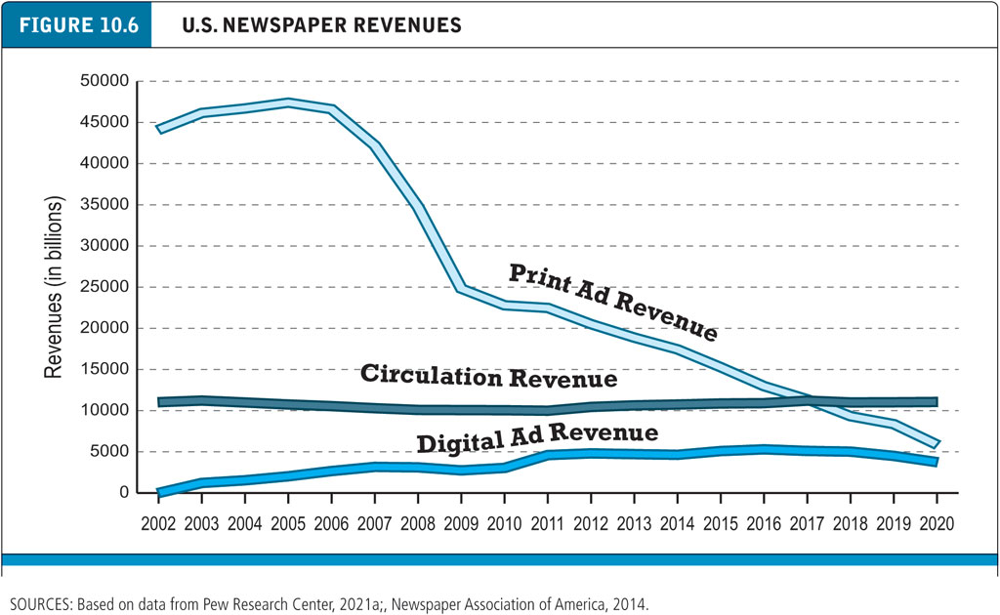 FIGURE 10.6 U.S. NEWSPAPER REVENUES
Revenues (in billions)
50000
45000
40000
35000
30000
25000
20000
15000
10000
5000
0
Print Ad Revenue
Circulation Revenue
Digital Ad Revenue
2002 2003 2004 2005 2006 2007 2008 2009 2010 2011 2012 2013 2014 2015 2016 2017 2018 2019 2020
SOURCES: Based on data from Pew Research Center, 2021a;, Newspaper Association of America, 2014.